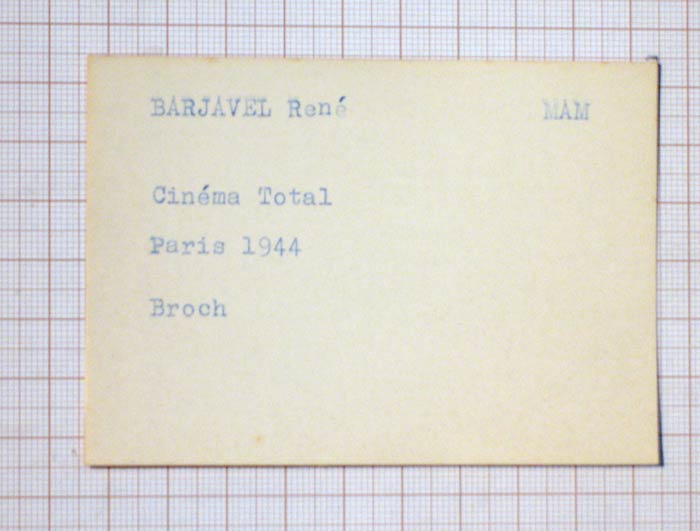 BARJAVEL René MAM
Cinéma Total
Paris 1944
Broch